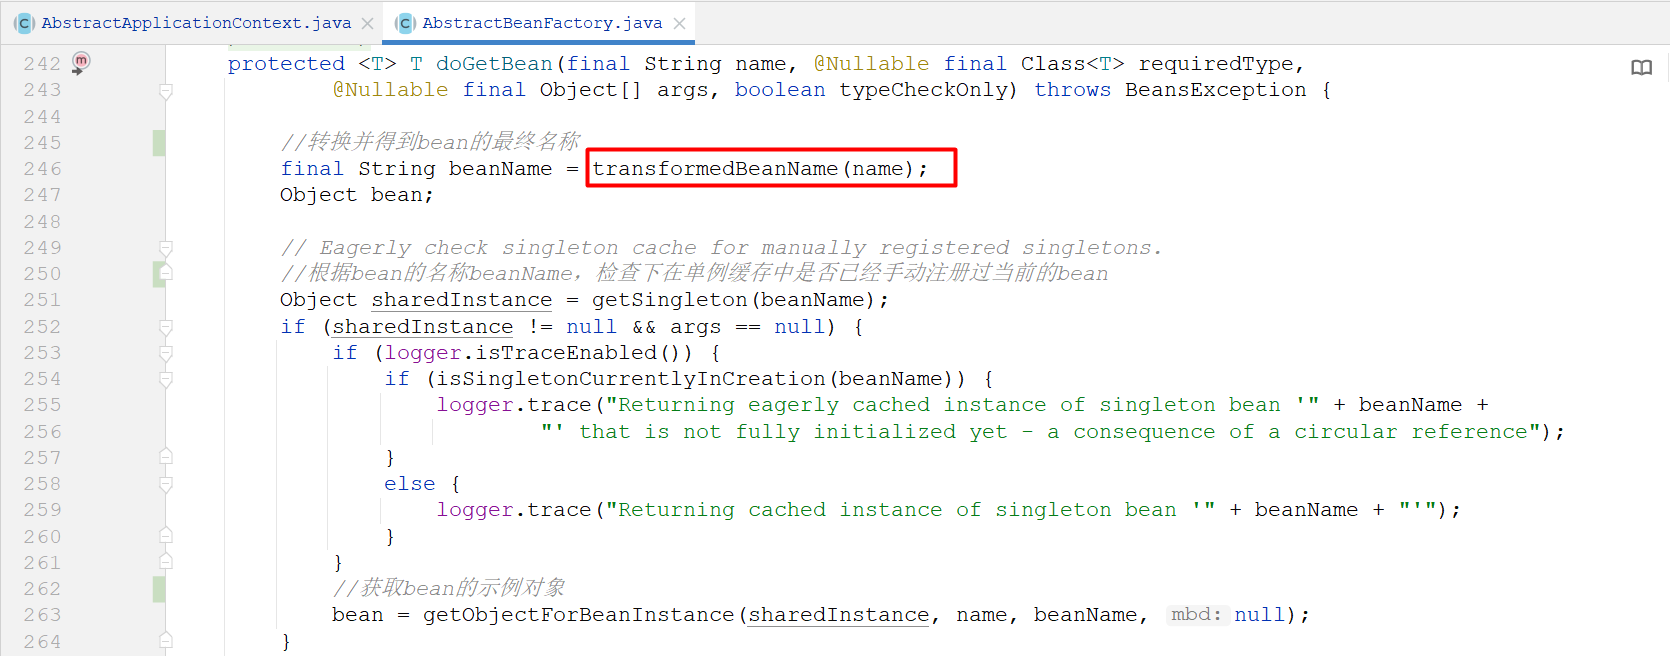 AbstractApplicationContext.java AbstractBeanFactory.java
242 protected <T> T doGetBean(final String name, @Nullable final Class<T> requiredType,
243 @Nullable final Object[] args, boolean typeCheckOnly) throws BeansException {
244
245 //转换并得到bean的最终名称
246 final String beanName = transformedBeanName(name);
247 Object bean;
248
249 // Eagerly check singleton cache for manually registered singletons.
250 //根据bean的名称beanName，检查下在单例缓存中是否已经手动注册过当前的bean
251 Object sharedInstance = getSingleton(beanName);
252 if (sharedInstance != null && args == null) {
253 if (logger.isTraceEnabled()) {
254 if (isSingletonCurrentlyInCreation(beanName)) {
255 logger.trace("Returning eagerly cached instance of singleton bean '" + beanName +
256 "' that is not fully initialized yet - a consequence of a circular reference");
257 }
258 else {
259 logger.trace("Returning cached instance of singleton bean '" + beanName + "'");
260 }
261 }
262 //获取bean的示例对象
263 bean = getObjectForBeanInstance(sharedInstance, name, beanName, mbd: null);
264 }